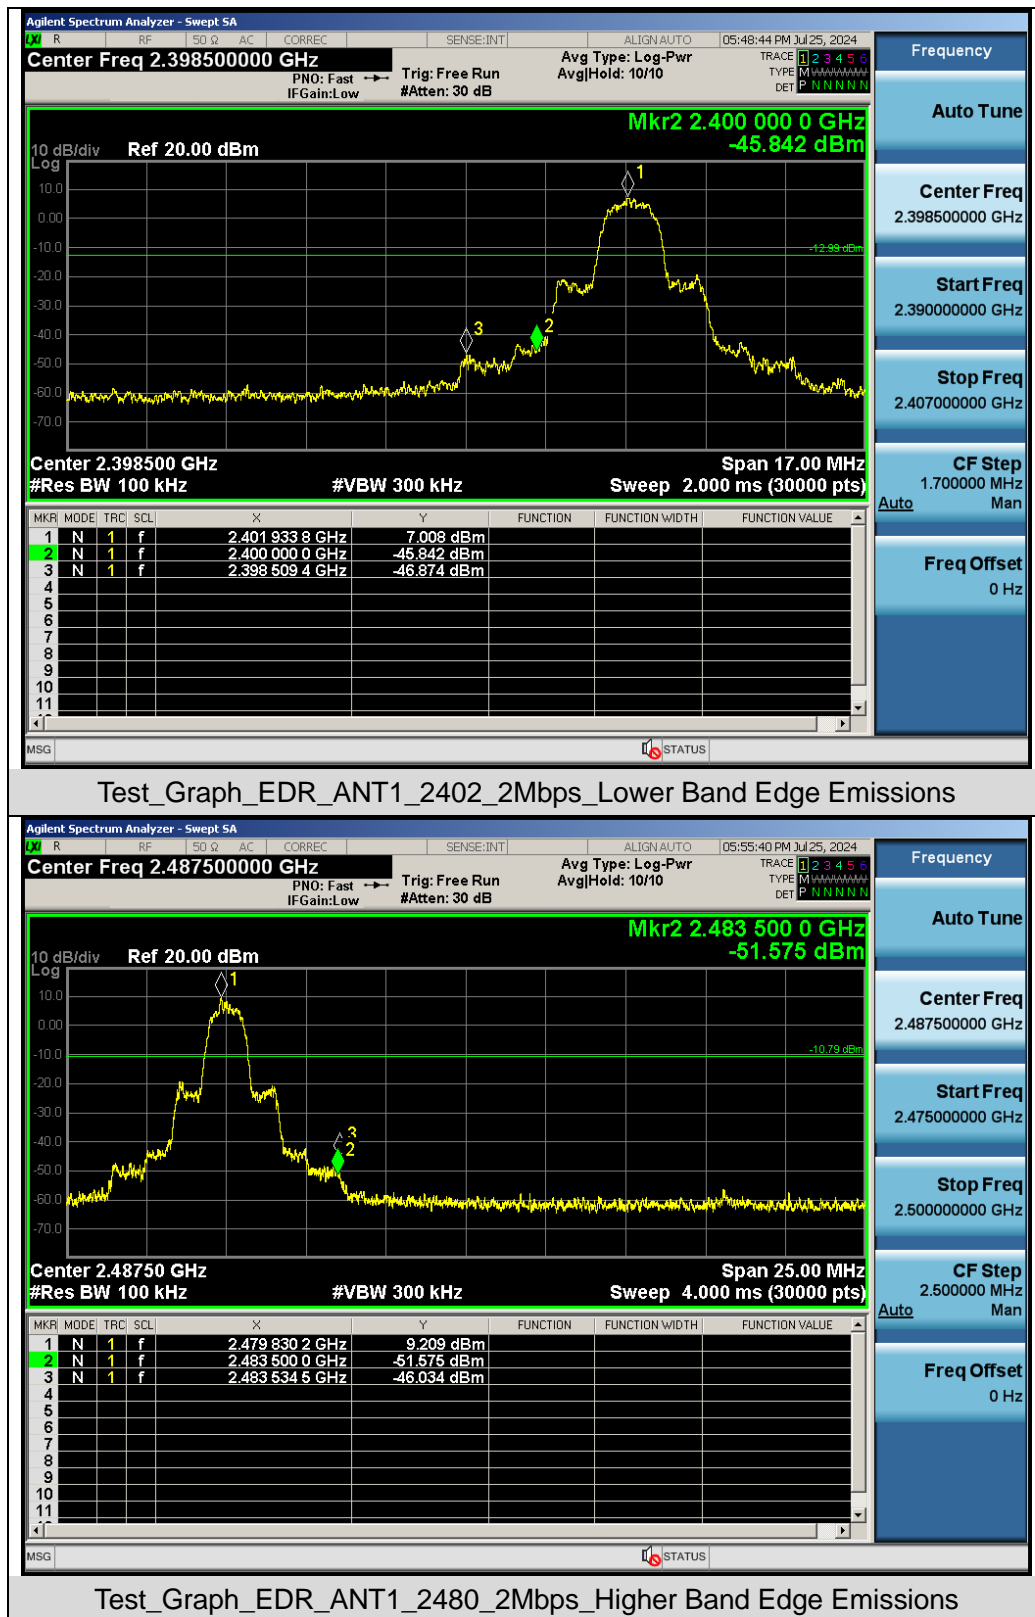 Agilent Spectrum Analyzer - Swept SA
LXI R RF 50 Ω AC CORREC SENSE:INT ALIGN AUTO 05:48:44 PM Jul 25, 2024
Center Freq 2.398500000 GHz
PNO: Fast
IFGain:Low
Trig: Free Run
#Atten: 30 dB
Avg Type: Log-Pwr
Avg|Hold: 10/10
TRACE 1 2 3 4 5 6
TYPE M WWWWW
DET P N N N N N
Mkr2 2.400 000 0 GHz
-45.842 dBm
10 dB/div Ref 20.00 dBm
Log
10.0
0.00
-10.0
-20.0
-30.0
-40.0
-50.0
-60.0
-70.0
-12.99 dBm
1
2
3
Center 2.398500 GHz Span 17.00 MHz
#Res BW 100 kHz #VBW 300 kHz Sweep 2.000 ms (30000 pts)
MKR MODE TRC SCL X Y FUNCTION FUNCTION WIDTH FUNCTION VALUE
1 N 1 f 2.401 933 8 GHz 7.008 dBm
2 N 1 f 2.400 000 0 GHz -45.842 dBm
3 N 1 f 2.398 509 4 GHz -46.874 dBm
4
5
6
7
8
9
10
11
MSG STATUS
Frequency
Auto Tune
Center Freq
2.398500000 GHz
Start Freq
2.390000000 GHz
Stop Freq
2.407000000 GHz
CF Step
1.700000 MHz
Auto Man
Freq Offset
0 Hz
Test_Graph_EDR_ANT1_2402_2Mbps_Lower Band Edge Emissions
Agilent Spectrum Analyzer - Swept SA
LXI R RF 50 Ω AC CORREC SENSE:INT ALIGN AUTO 05:55:40 PM Jul 25, 2024
Center Freq 2.487500000 GHz
PNO: Fast
IFGain:Low
Trig: Free Run
#Atten: 30 dB
Avg Type: Log-Pwr
Avg|Hold: 10/10
TRACE 1 2 3 4 5 6
TYPE M WWWWW
DET P N N N N N
Mkr2 2.483 500 0 GHz
-51.575 dBm
10 dB/div Ref 20.00 dBm
Log
10.0
0.00
-10.0
-20.0
-30.0
-40.0
-50.0
-60.0
-70.0
-10.79 dBm
1
3
2
Center 2.48750 GHz Span 25.00 MHz
#Res BW 100 kHz #VBW 300 kHz Sweep 4.000 ms (30000 pts)
MKR MODE TRC SCL X Y FUNCTION FUNCTION WIDTH FUNCTION VALUE
1 N 1 f 2.479 830 2 GHz 9.209 dBm
2 N 1 f 2.483 500 0 GHz -51.575 dBm
3 N 1 f 2.483 534 5 GHz -46.034 dBm
4
5
6
7
8
9
10
11
MSG STATUS
Frequency
Auto Tune
Center Freq
2.487500000 GHz
Start Freq
2.475000000 GHz
Stop Freq
2.500000000 GHz
CF Step
2.500000 MHz
Auto Man
Freq Offset
0 Hz
Test_Graph_EDR_ANT1_2480_2Mbps_Higher Band Edge Emissions